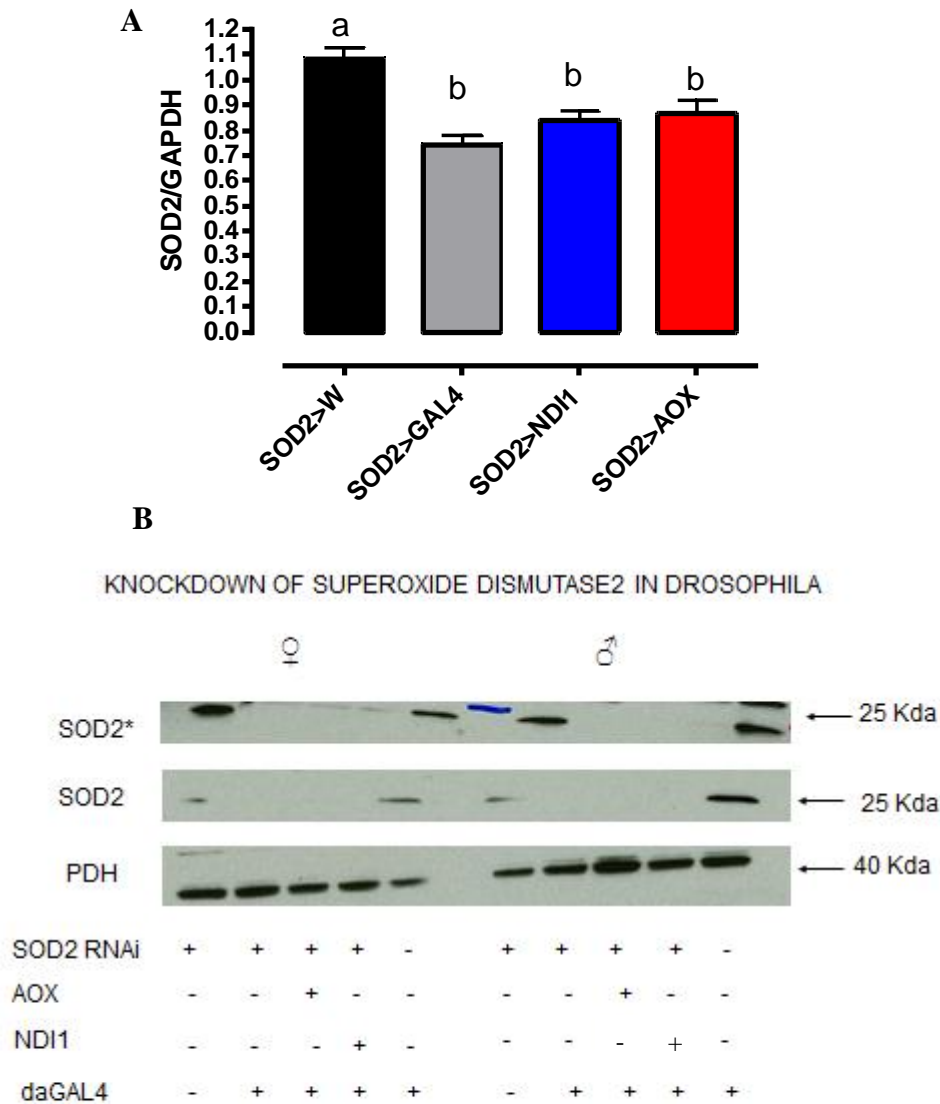 A
SOD2/GAPDH
1.2
1.1
1.0
0.9
0.8
0.7
0.6
0.5
0.4
0.3
0.2
0.1
0.0
a
b
b
b
SOD2>W
SOD2>GAL4
SOD2>NDI1
SOD2>AOX
B
KNOCKDOWN OF SUPEROXIDE DISMUTASE2 IN DROSOPHILA
♀ ♂
SOD2* 25 Kda
SOD2 25 Kda
PDH 40 Kda
SOD2 RNAi + + + + - + + + + -
AOX - - + - - - - + - -
NDI1 - - - + - - - - + -
daGAL4 - + + + + - + + + +